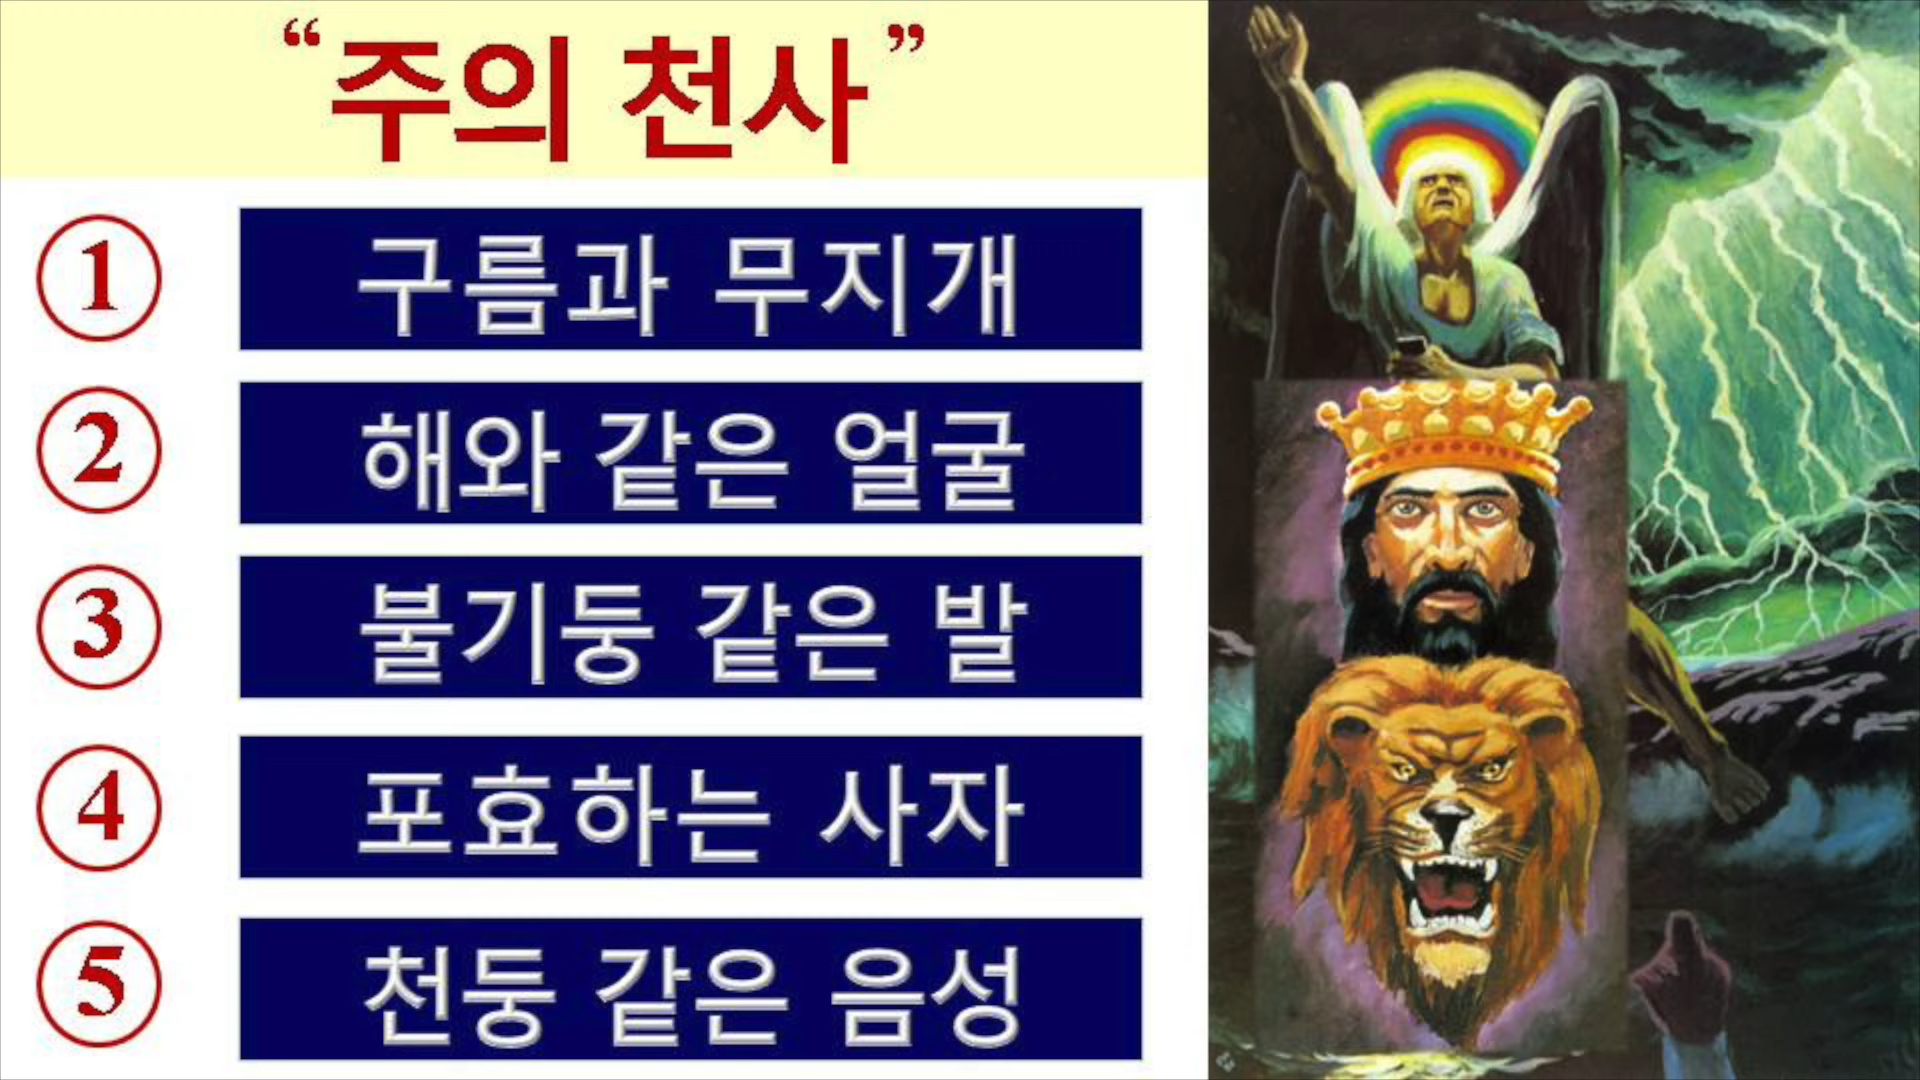 “주의 천사”
① 구름과 무지개
② 해와 같은 얼굴
③ 불기둥 같은 발
④ 포효하는 사자
⑤ 천둥 같은 음성